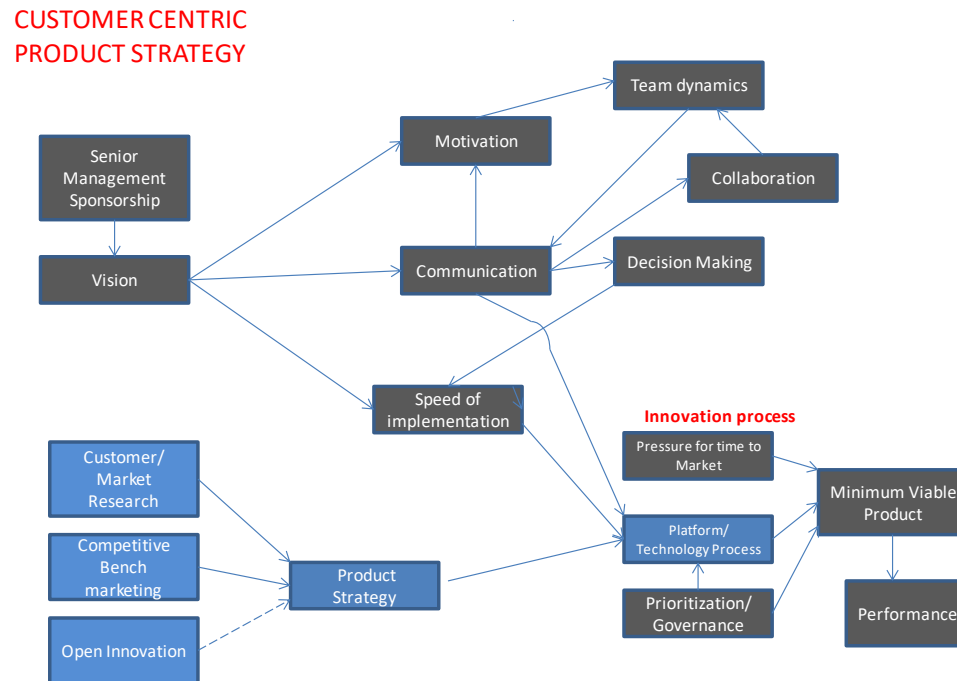 CUSTOMER CENTRIC
PRODUCT STRATEGY
Team dynamics
Motivation
Senior
Management
Sponsorship
Collaboration
Vision
Communication
Decision Making
Speed of
implementation
Innovation process
Pressure for time to
Market
Customer/
Market
Research
Minimum Viable
Product
Competitive
Bench
marketing
Platform/
Technology Process
Product
Strategy
Prioritization/
Governance
Performance
Open Innovation